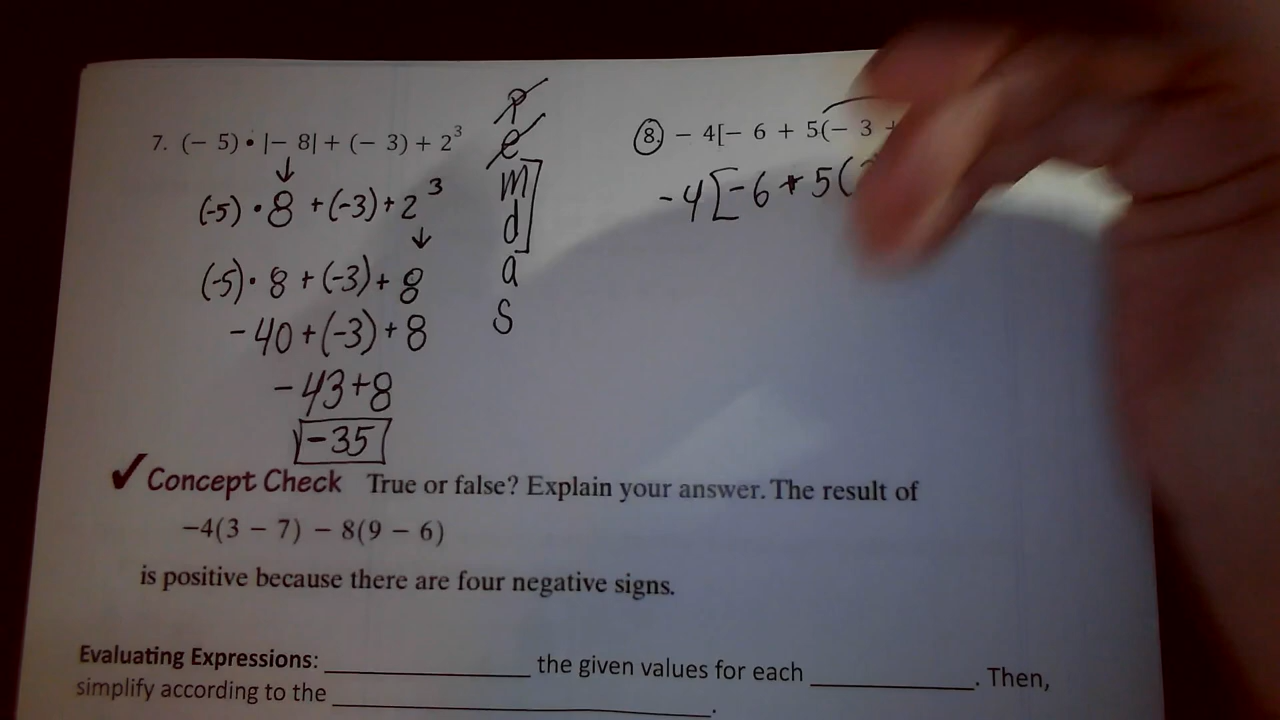 7. (– 5) • |– 8| + (– 3) + 2³
(-5) · 8 + (-3) + 2³
(-5) · 8 + (-3) + 8
-40 + (-3) + 8
-43 + 8
-35
P
e
m
d
a
s
8. – 4[– 6 + 5(– 3 +
-4[-6 + 5(
✓Concept Check True or false? Explain your answer. The result of
−4(3 − 7) − 8(9 − 6)
is positive because there are four negative signs.
Evaluating Expressions: ____________ the given values for each __________. Then,
simplify according to the ______________________.